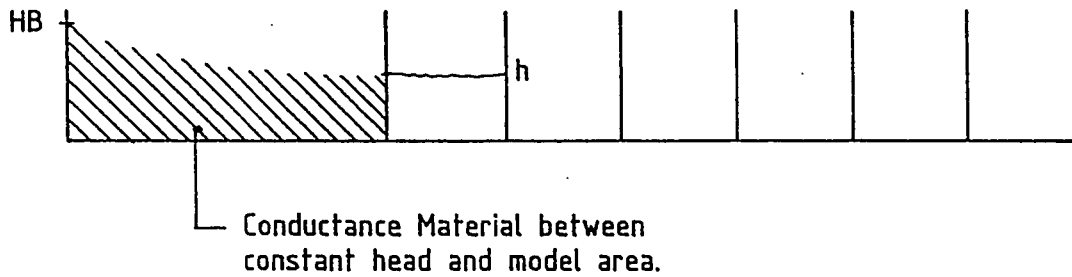 HB
h
Conductance Material between
constant head and model area.